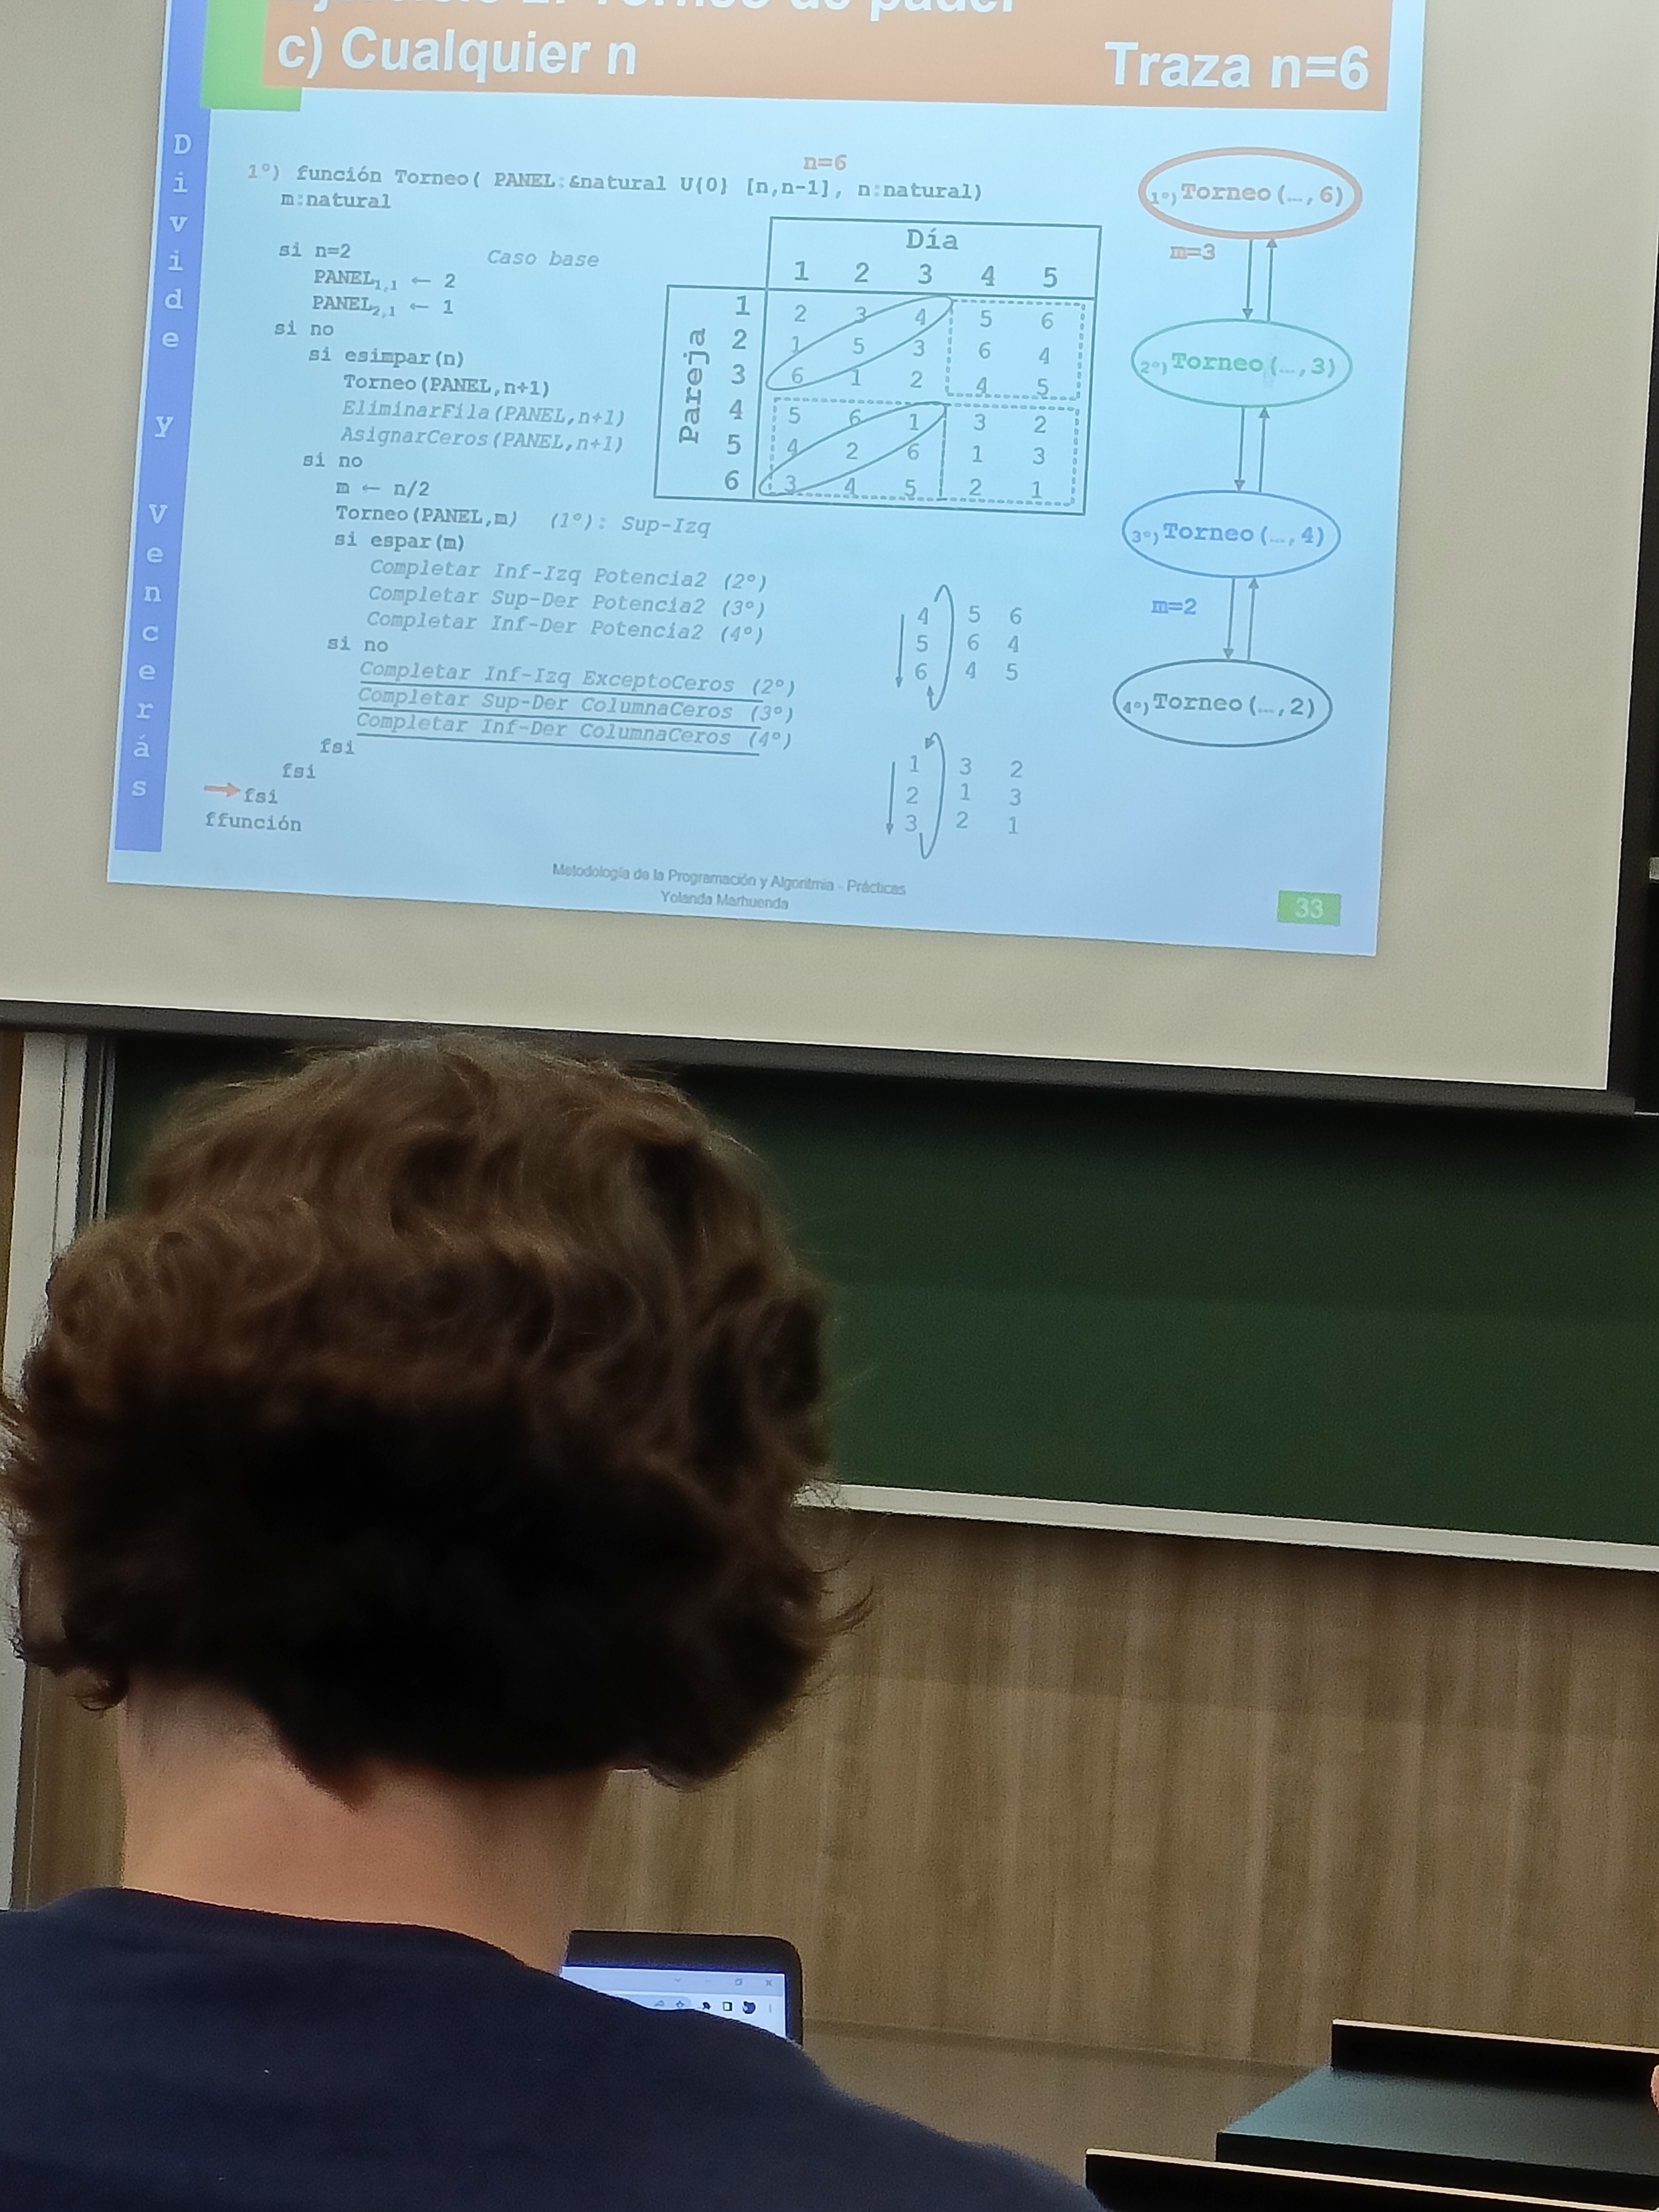 c) Cualquier n
Traza n=6
Divide y Vencerás
n=6
1º) función Torneo( PANEL:&natural U{0} [n,n-1], n:natural)
m:natural
si n=2 Caso base
PANEL1,1 ← 2
PANEL2,1 ← 1
si no
si esimpar(n)
Torneo(PANEL,n+1)
EliminarFila(PANEL,n+1)
AsignarCeros(PANEL,n+1)
si no
m ← n/2
Torneo(PANEL,m) (1º): Sup-Izq
si espar(m)
Completar Inf-Izq Potencia2 (2º)
Completar Sup-Der Potencia2 (3º)
Completar Inf-Der Potencia2 (4º)
si no
Completar Inf-Izq ExceptoCeros (2º)
Completar Sup-Der ColumnaCeros (3º)
Completar Inf-Der ColumnaCeros (4º)
fsi
fsi
fsi
ffunción
Día
1 2 3 4 5
Pareja
1 2 3 4 5 6
2 1 5 3 6 4
3 6 1 2 4 5
4 5 6 1 3 2
5 4 2 6 1 3
6 3 4 5 2 1
4 5 6
5 6 4
6 4 5
1 3 2
2 1 3
3 2 1
1º) Torneo(…, 6)
m=3
2º) Torneo(…, 3)
3º) Torneo(…, 4)
m=2
4º) Torneo(…, 2)
Metodología de la Programación y Algoritmia - Prácticas
Yolanda Marhuenda
33